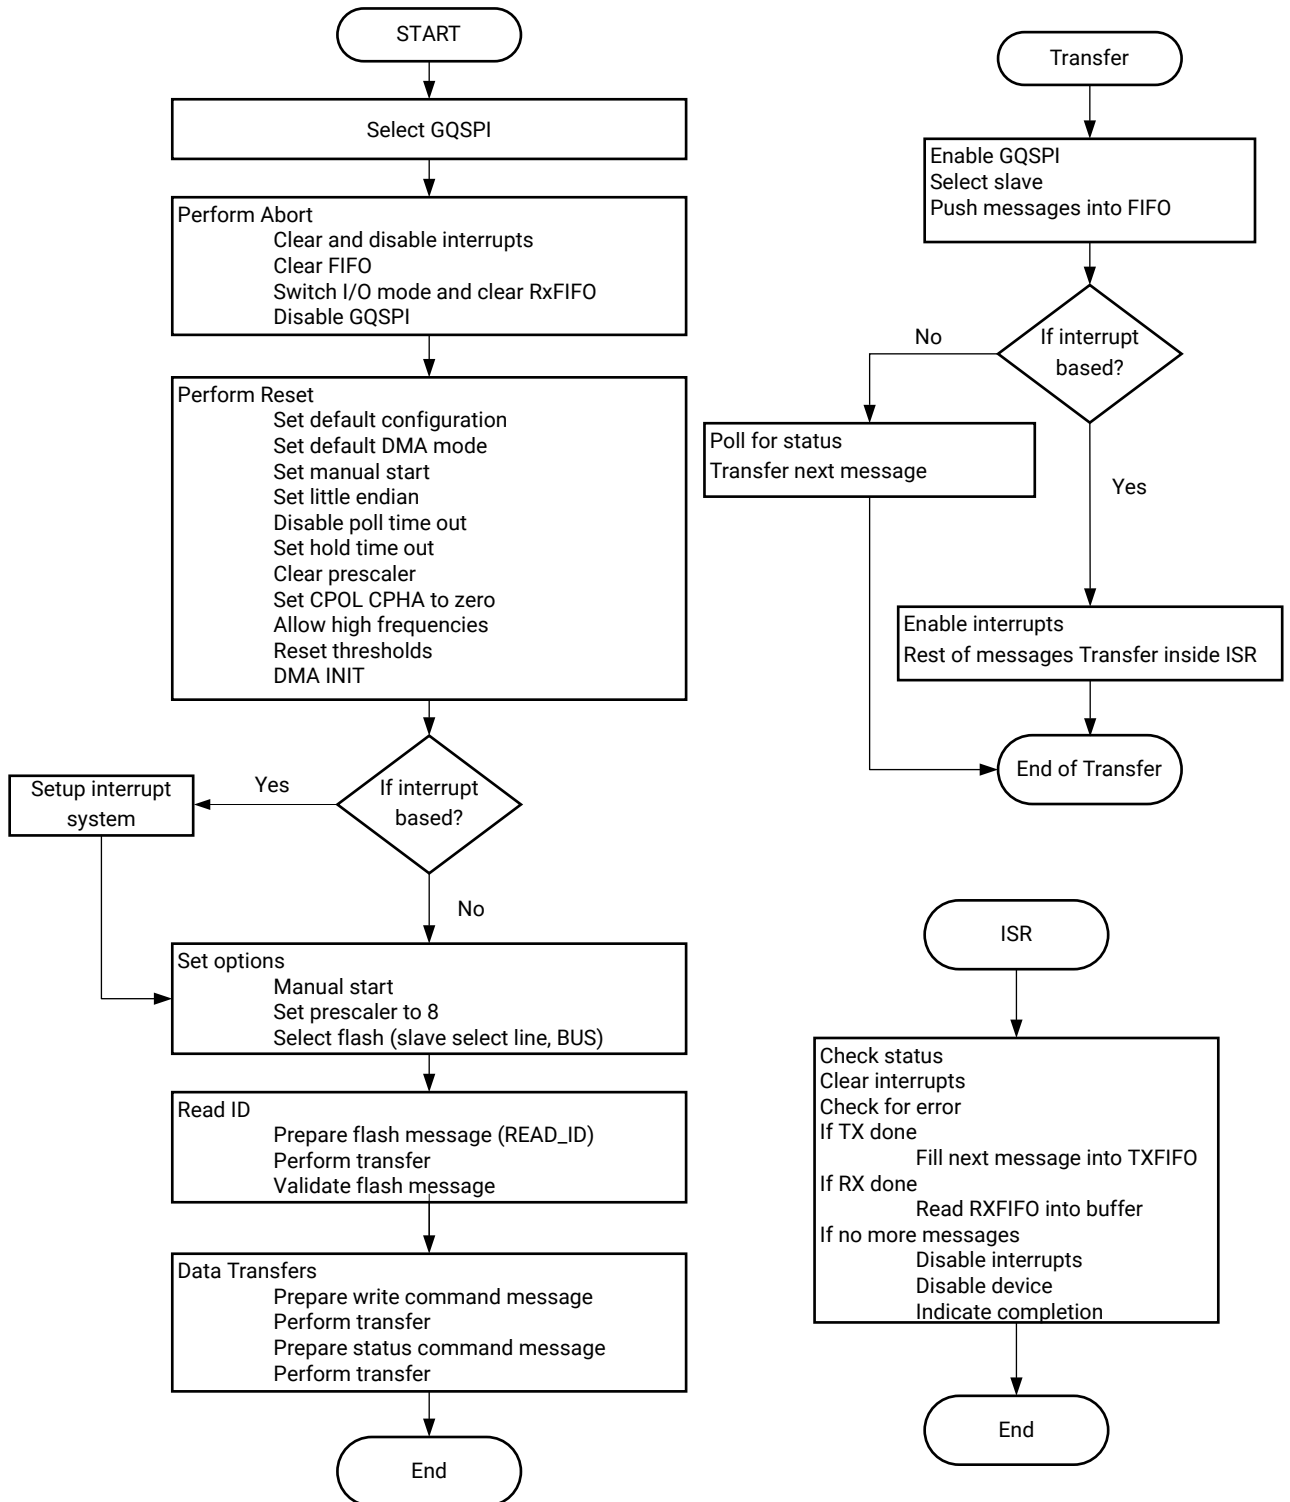 START
Select GQSPI
Perform Abort
Clear and disable interrupts
Clear FIFO
Switch I/O mode and clear RxFIFO
Disable GQSPI
Perform Reset
Set default configuration
Set default DMA mode
Set manual start
Set little endian
Disable poll time out
Set hold time out
Clear prescaler
Set CPOL CPHA to zero
Allow high frequencies
Reset thresholds
DMA INIT
If interrupt
based?
Yes
Setup interrupt
system
No
Set options
Manual start
Set prescaler to 8
Select flash (slave select line, BUS)
Read ID
Prepare flash message (READ_ID)
Perform transfer
Validate flash message
Data Transfers
Prepare write command message
Perform transfer
Prepare status command message
Perform transfer
End
Transfer
Enable GQSPI
Select slave
Push messages into FIFO
If interrupt
based?
No
Poll for status
Transfer next message
Yes
Enable interrupts
Rest of messages Transfer inside ISR
End of Transfer
ISR
Check status
Clear interrupts
Check for error
If TX done
Fill next message into TXFIFO
If RX done
Read RXFIFO into buffer
If no more messages
Disable interrupts
Disable device
Indicate completion
End